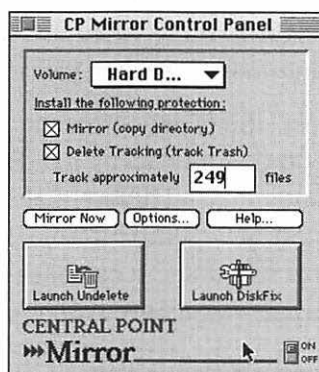 CP Mirror Control Panel
Volume: Hard D...
Install the following protection:
Mirror (copy directory)
Delete Tracking (track Trash)
Track approximately 249 files
Mirror Now Options... Help...
Launch Undelete Launch DiskFix
CENTRAL POINT
Mirror
ON
OFF